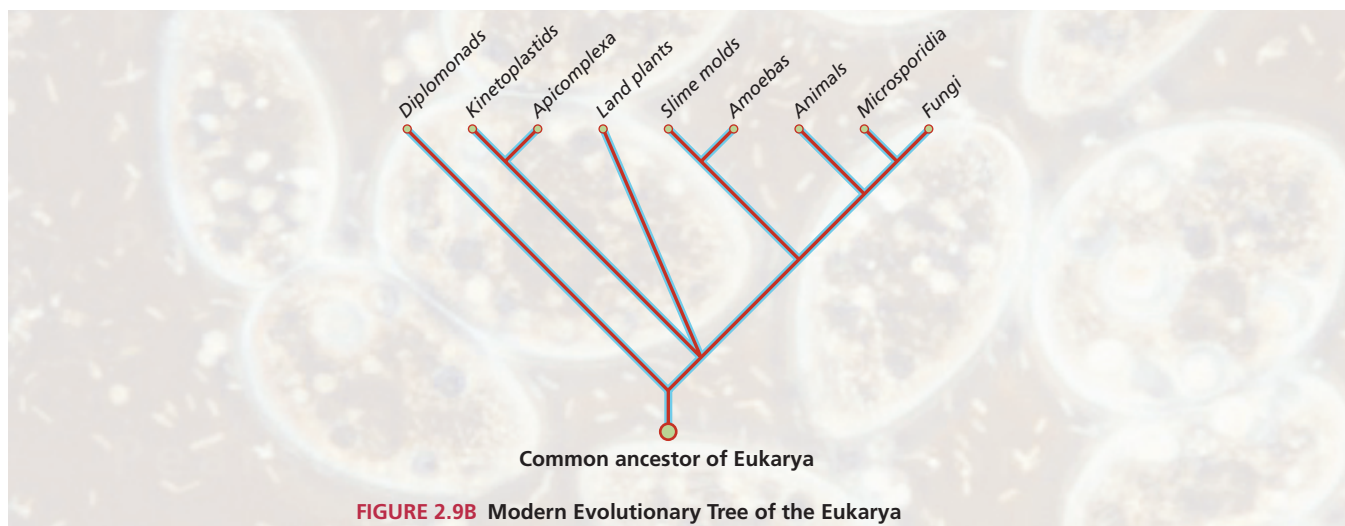 Diplomonads
Kinetoplastids
Apicomplexa
Land plants
Slime molds
Amoebas
Animals
Microsporidia
Fungi
Common ancestor of Eukarya
FIGURE 2.9B Modern Evolutionary Tree of the Eukarya